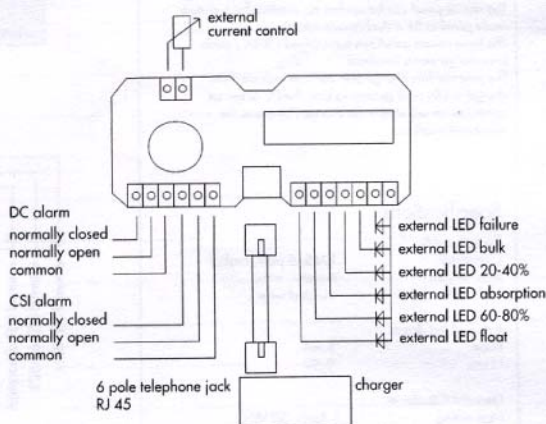 external
current control
DC alarm
normally closed
normally open
common
CSI alarm
normally closed
normally open
common
external LED failure
external LED bulk
external LED 20-40%
external LED absorption
external LED 60-80%
external LED float
6 pole telephone jack
RJ 45
charger